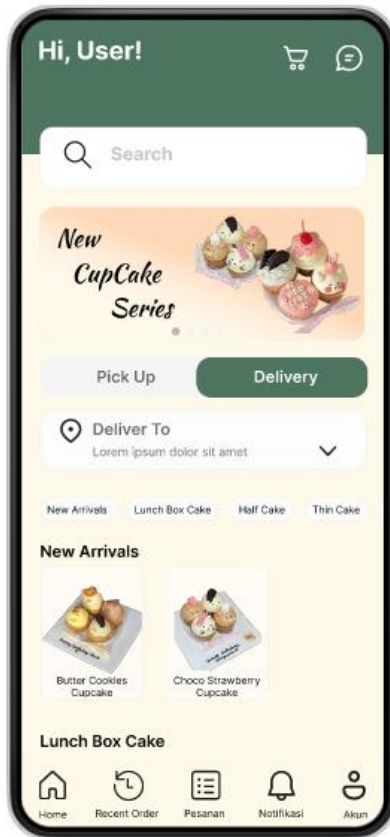 Hi, User!
Search
New
CupCake
Series
Pick Up
Delivery
Deliver To
Lorem ipsum dolor sit amet
New Arrivals
Lunch Box Cake
Half Cake
Thin Cake
New Arrivals
Butter Cookies
Cupcake
Choco Strawberry
Cupcake
Lunch Box Cake
Home
Recent Order
Pesanan
Notifikasi
Akun